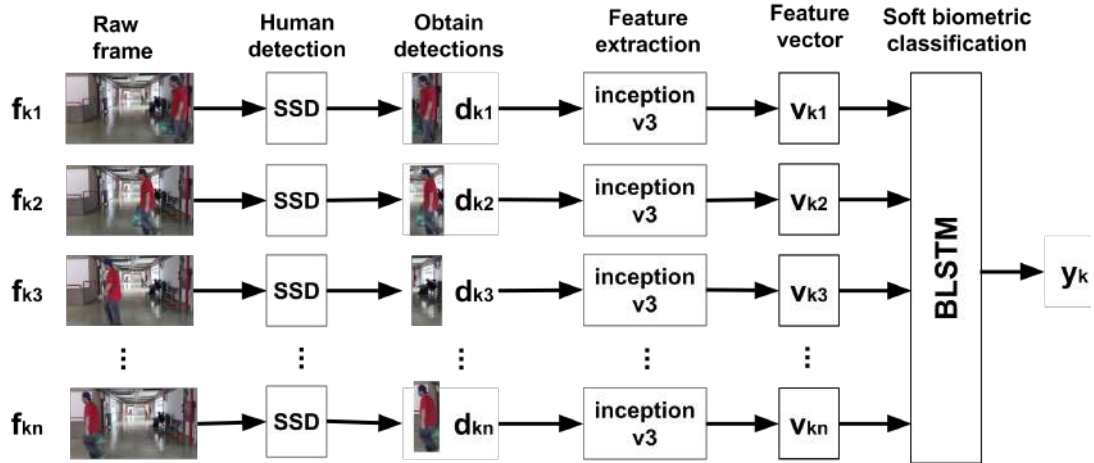 Raw frame
Human detection
Obtain detections
Feature extraction
Feature vector
Soft biometric classification
fk1 SSD dk1 inception v3 vk1
fk2 SSD dk2 inception v3 vk2
fk3 SSD dk3 inception v3 vk3
⋮ ⋮ ⋮ ⋮ ⋮
fkn SSD dkn inception v3 vkn
BLSTM
yk